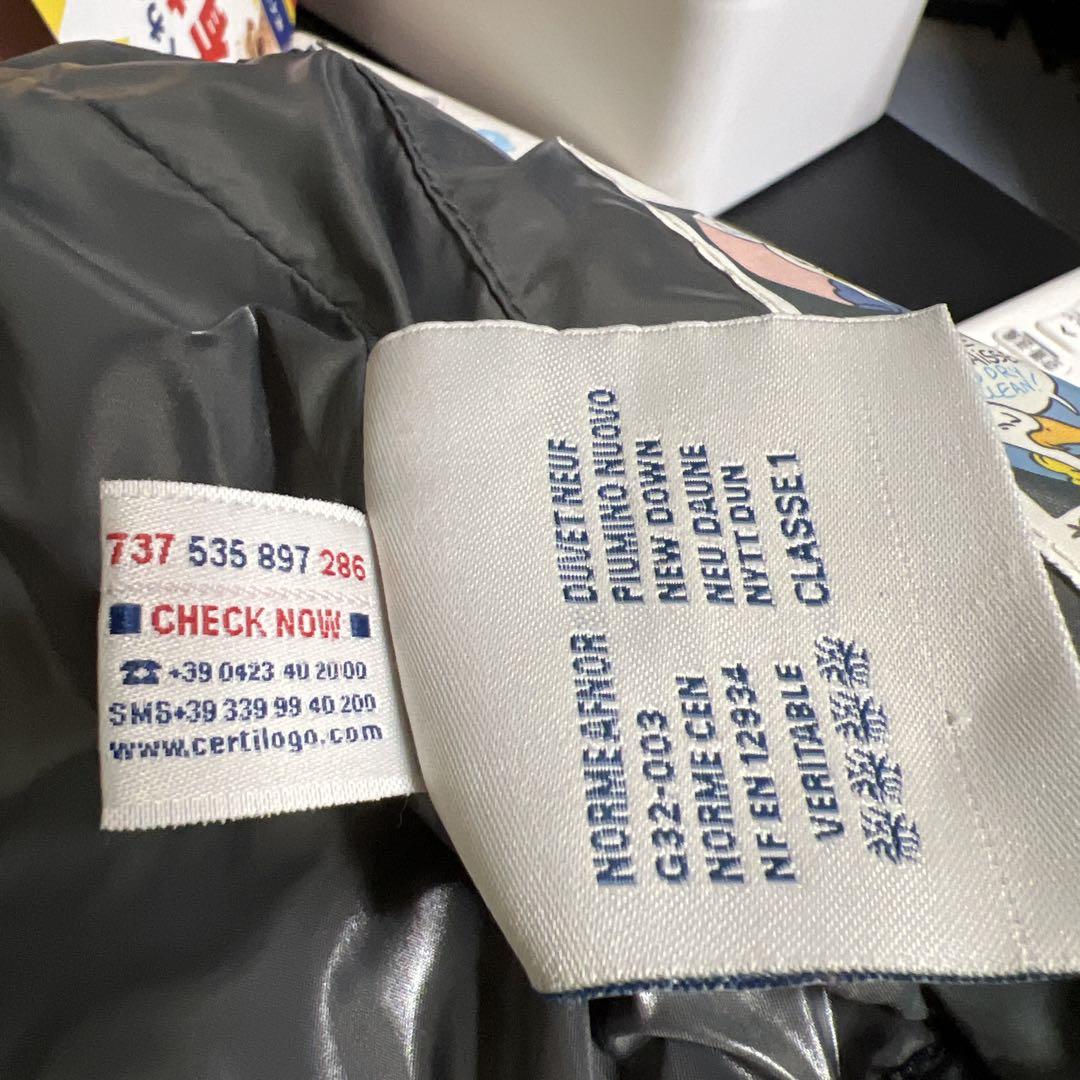 737 535 897 286
CHECK NOW
☎ +39 0423 40 20 00
SMS+39 339 99 40 200
www.certilogo.com
NORME AFNOR DUVET NEUF
G32-003 PIUMINO NUOVO
NORME CEN NEW DOWN
NF EN 12934 NEU DAUNE
VERITABLE NYTT DUN
CLASSE 1
DRY
CLEAN!